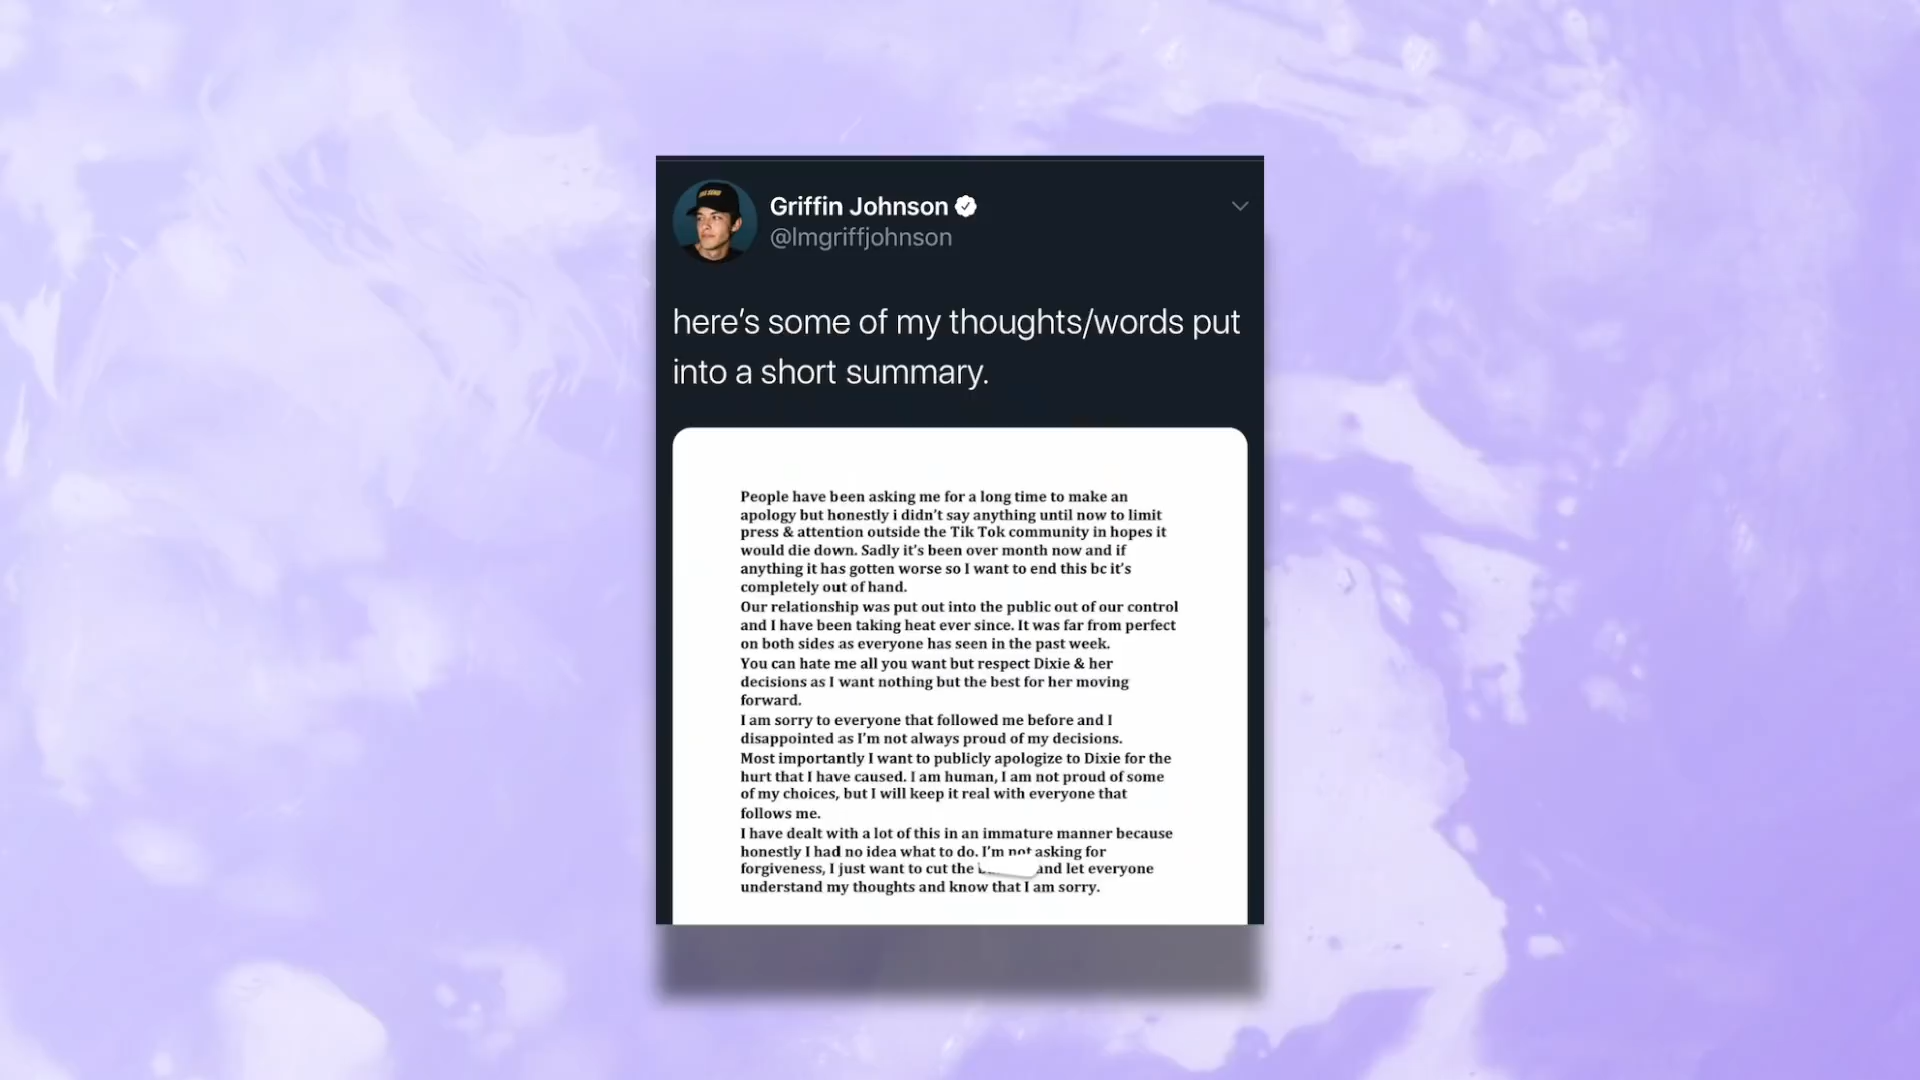 Griffin Johnson
@lmgriffjohnson
here's some of my thoughts/words put
into a short summary.
People have been asking me for a long time to make an
apology but honestly i didn't say anything until now to limit
press & attention outside the Tik Tok community in hopes it
would die down. Sadly it's been over month now and if
anything it has gotten worse so I want to end this bc it's
completely out of hand.
Our relationship was put out into the public out of our control
and I have been taking heat ever since. It was far from perfect
on both sides as everyone has seen in the past week.
You can hate me all you want but respect Dixie & her
decisions as I want nothing but the best for her moving
forward.
I am sorry to everyone that followed me before and I
disappointed as I'm not always proud of my decisions.
Most importantly I want to publicly apologize to Dixie for the
hurt that I have caused. I am human, I am not proud of some
of my choices, but I will keep it real with everyone that
follows me.
I have dealt with a lot of this in an immature manner because
honestly I had no idea what to do. I'm not asking for
forgiveness, I just want to cut the and let everyone
understand my thoughts and know that I am sorry.